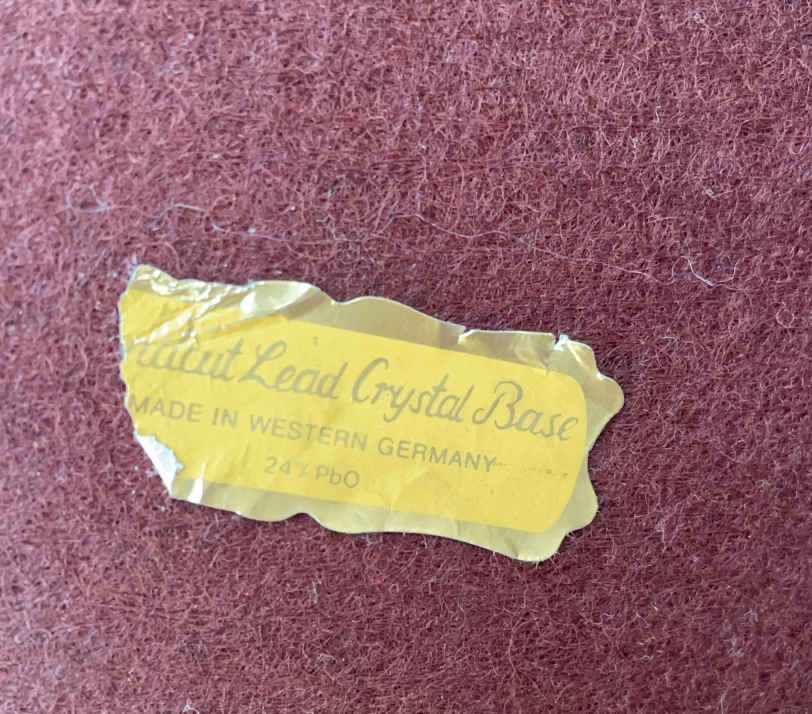 Lead Crystal Base
MADE IN WESTERN GERMANY
24% PbO